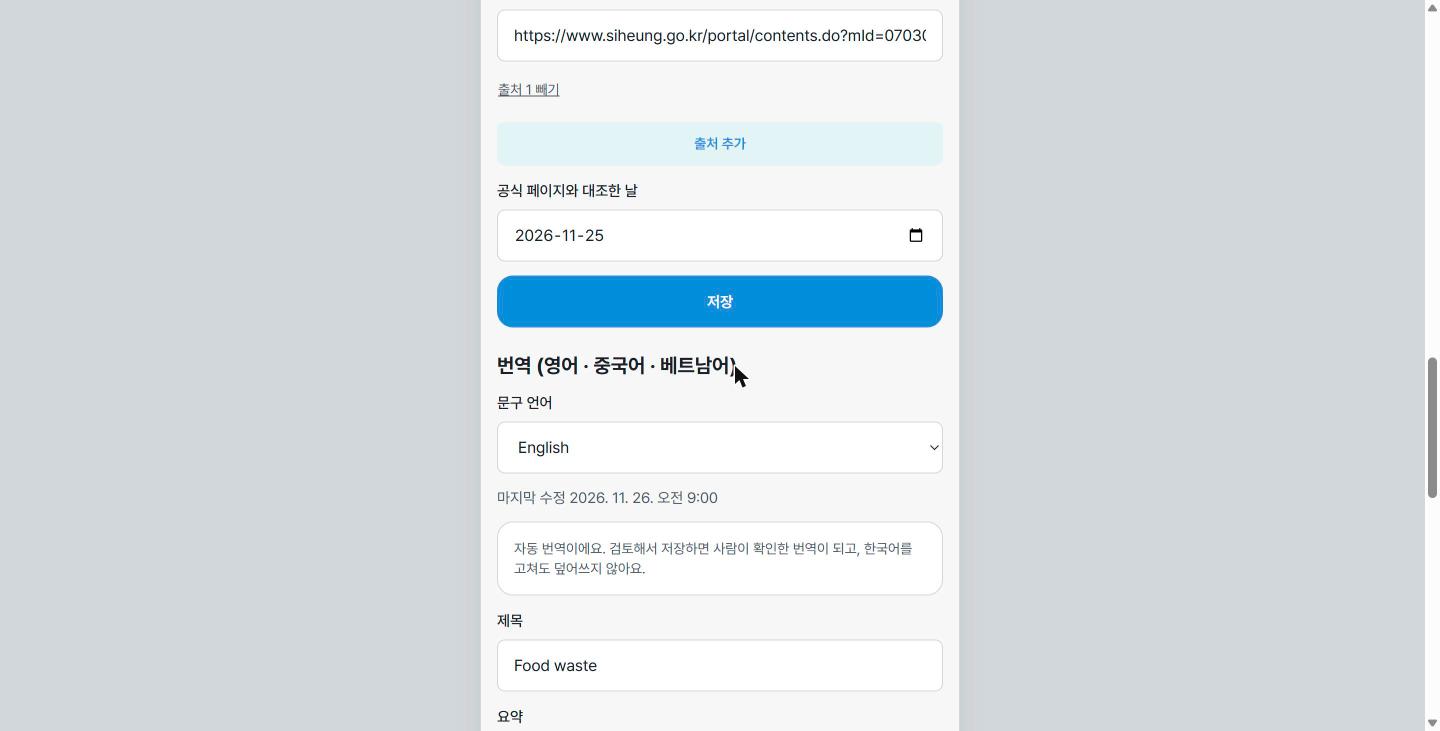 https://www.siheung.go.kr/portal/contents.do?mId=0703(
출처 1 빼기
출처 추가
공식 페이지와 대조한 날
2026-11-25
저장
번역 (영어 · 중국어 · 베트남어)
문구 언어
English
마지막 수정 2026. 11. 26. 오전 9:00
자동 번역이에요. 검토해서 저장하면 사람이 확인한 번역이 되고, 한국어를
고쳐도 덮어쓰지 않아요.
제목
Food waste
요약